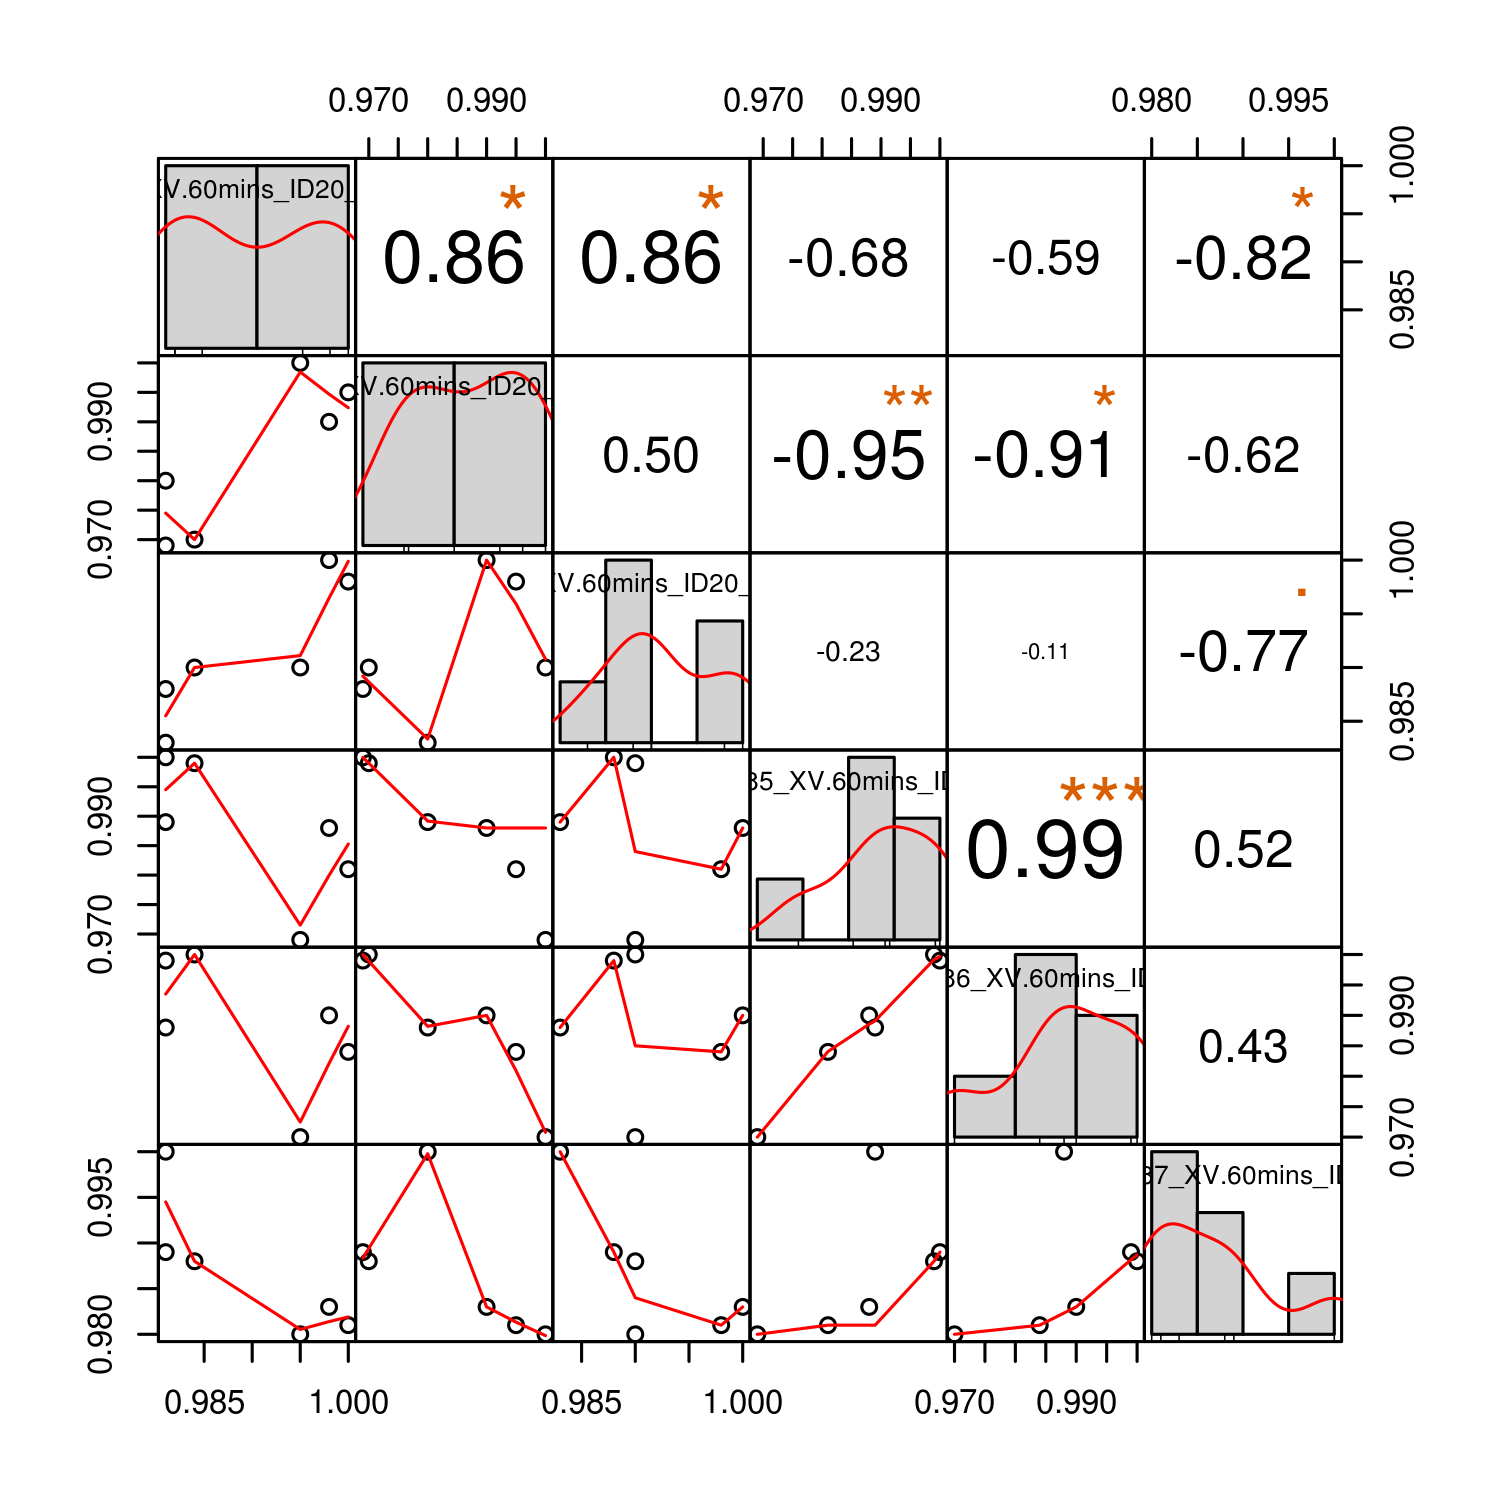 0.970 0.990 0.970 0.990 0.980 0.995
XV.60mins_ID20_ 0.86 * 0.86 * -0.68 -0.59 -0.82 * 0.985 1.000
0.970 0.990 XV.60mins_ID20_ 0.50 -0.95 ** -0.91 * -0.62
XV.60mins_ID20_ -0.23 -0.11 -0.77 . 0.985 1.000
0.970 0.990 35_XV.60mins_ID 0.99 *** 0.52
36_XV.60mins_ID 0.43 0.970 0.990
0.980 0.995 37_XV.60mins_ID
0.985 1.000 0.985 1.000 0.970 0.990